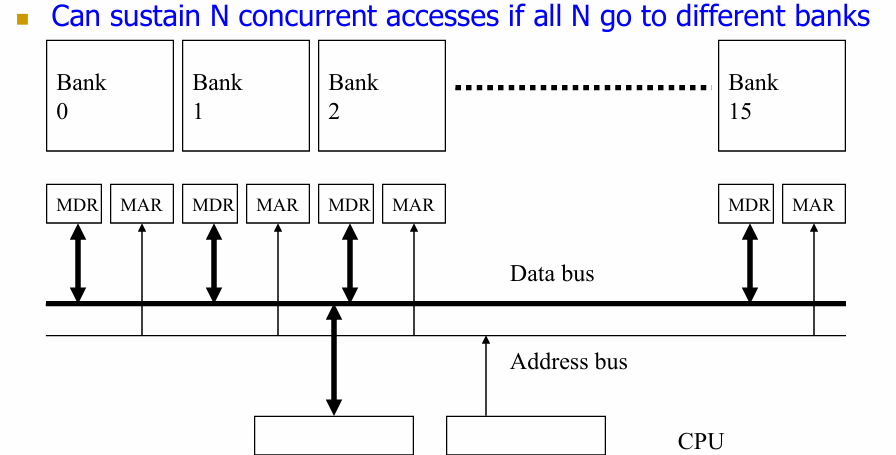 Can sustain N concurrent accesses if all N go to different banks
Bank Bank Bank Bank
0 1 2 15
MDR MAR MDR MAR MDR MAR MDR MAR
Data bus
Address bus
CPU